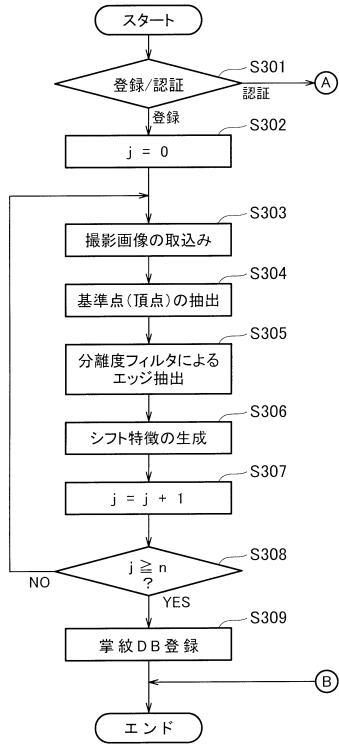 スタート
S301
登録/認証
A
認証
登録
S302
j = 0
S303
撮影画像の取込み
S304
基準点(頂点)の抽出
S305
分離度フィルタによる
エッジ抽出
S306
シフト特徴の生成
S307
j = j + 1
S308
j ≧ n
?
NO
YES
S309
掌紋DB登録
B
エンド